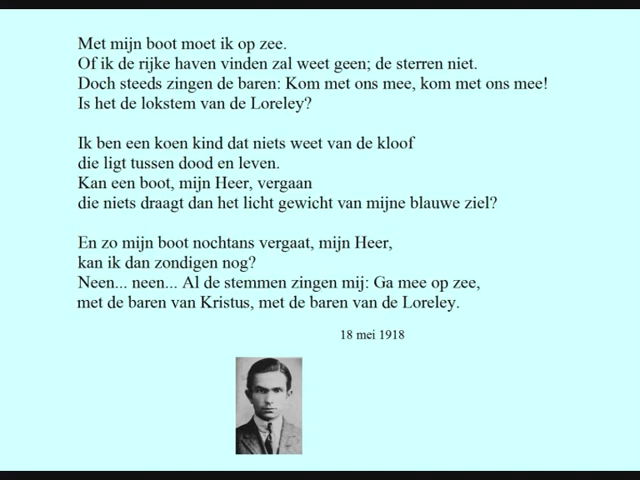 Met mijn boot moet ik op zee.
Of ik de rijke haven vinden zal weet geen; de sterren niet.
Doch steeds zingen de baren: Kom met ons mee, kom met ons mee!
Is het de lokstem van de Loreley?
Ik ben een koen kind dat niets weet van de kloof
die ligt tussen dood en leven.
Kan een boot, mijn Heer, vergaan
die niets draagt dan het licht gewicht van mijne blauwe ziel?
En zo mijn boot nochtans vergaat, mijn Heer,
kan ik dan zondigen nog?
Neen... neen... Al de stemmen zingen mij: Ga mee op zee,
met de baren van Kristus, met de baren van de Loreley.
18 mei 1918